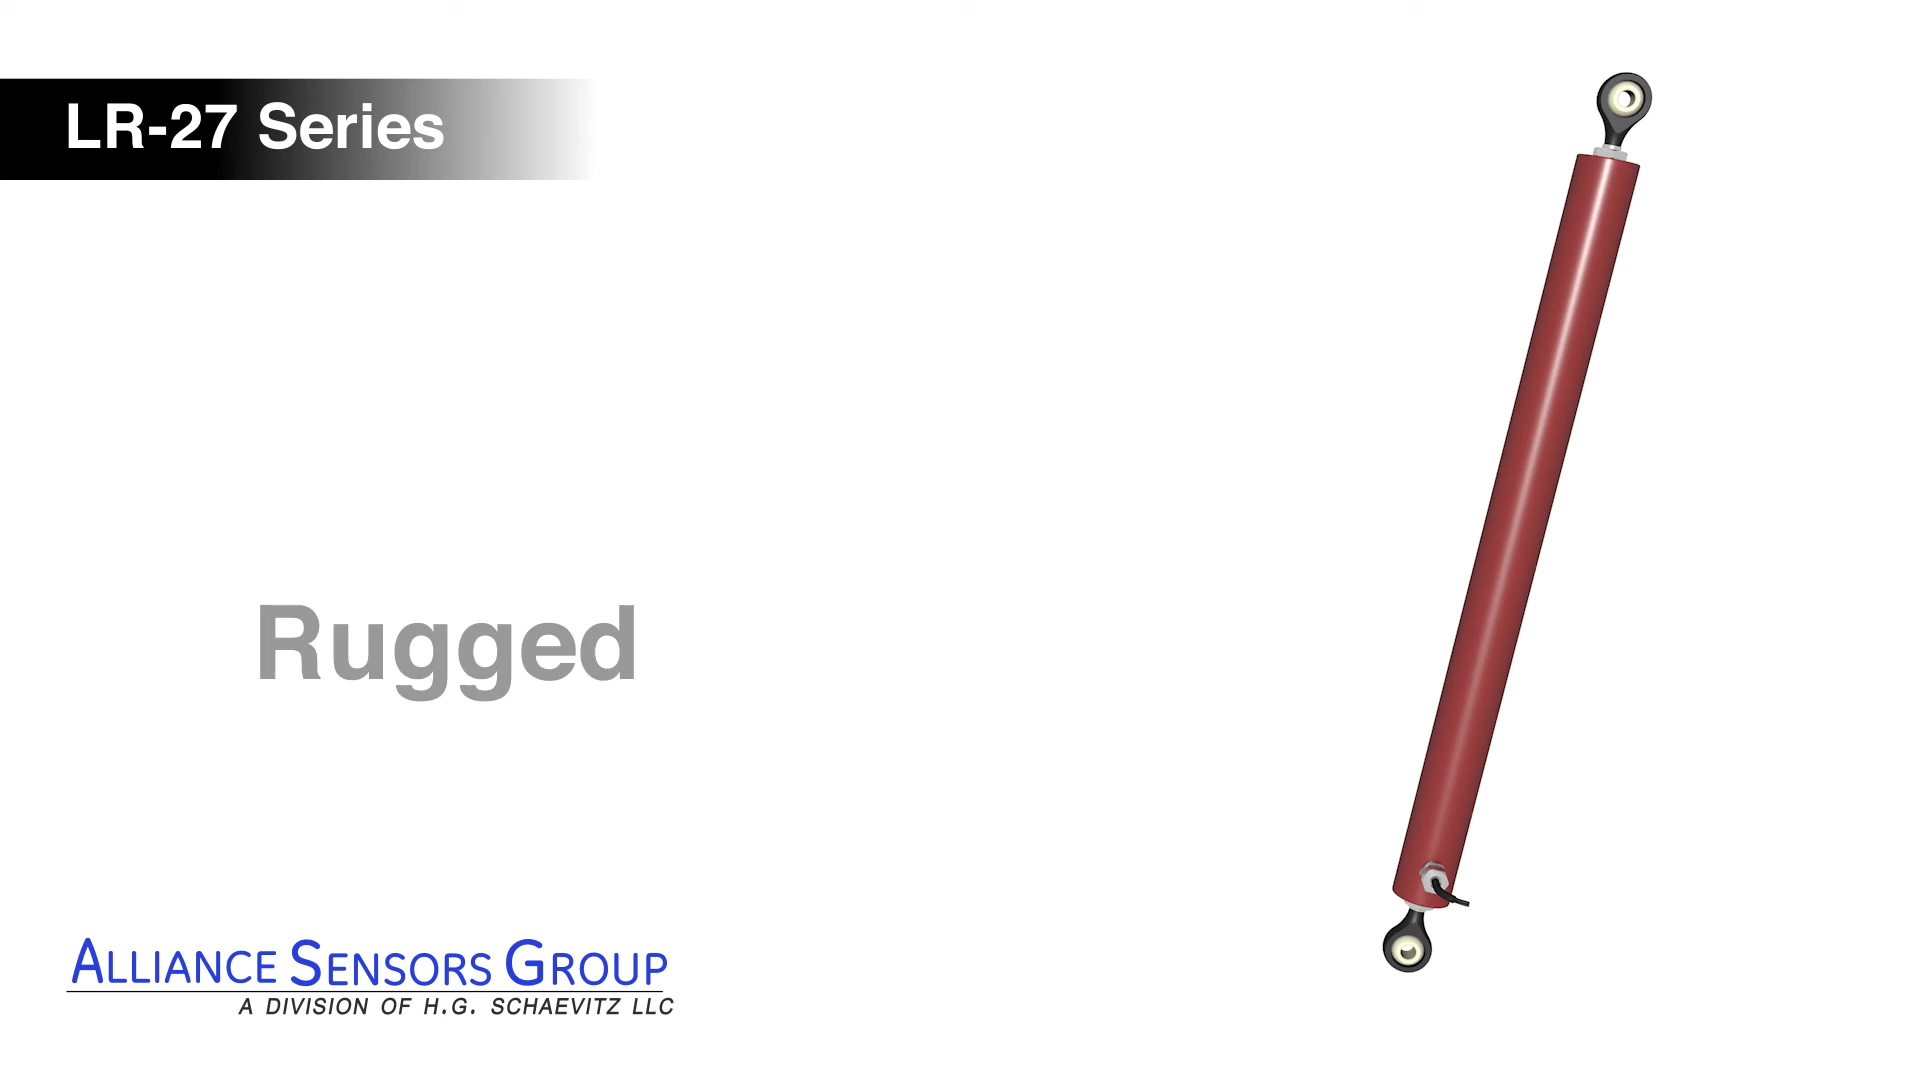 LR-27 Series
Rugged
ALLIANCE SENSORS GROUP
A DIVISION OF H.G. SCHAEVITZ LLC